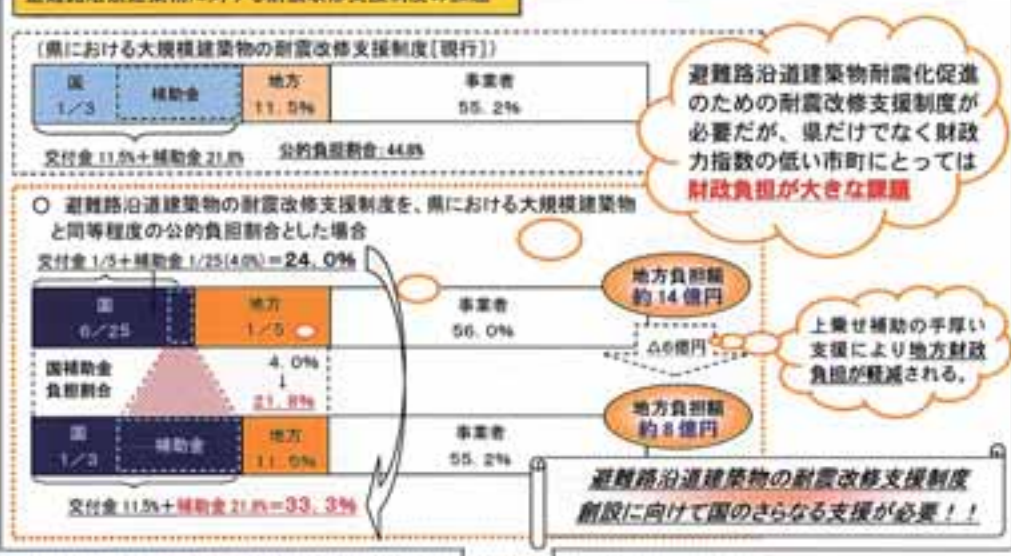 (県における大規模建築物の耐震改修支援制度[現行])
国
1/3
補助金
地方
11.5%
事業者
55.2%
交付金 11.5%+補助金 21.8%
公的負担割合:44.8%
避難路沿道建築物耐震化促進
のための耐震改修支援制度が
必要だが、県だけでなく財政
力指数の低い市町にとっては
財政負担が大きな課題
○ 避難路沿道建築物の耐震改修支援制度を、県における大規模建築物
と同等程度の公的負担割合とした場合
交付金 1/5+補助金 1/25(4.0%)=24.0%
国
6/25
地方
1/5
事業者
56.0%
地方負担額
約14億円
国補助金
負担割合
4.0%
↓
21.8%
△6億円
上乗せ補助の手厚い
支援により地方財政
負担が軽減される。
国
1/3
補助金
地方
11.5%
事業者
55.2%
地方負担額
約8億円
交付金 11.5%+補助金 21.8%=33.3%
避難路沿道建築物の耐震改修支援制度
創設に向けて国のさらなる支援が必要!!